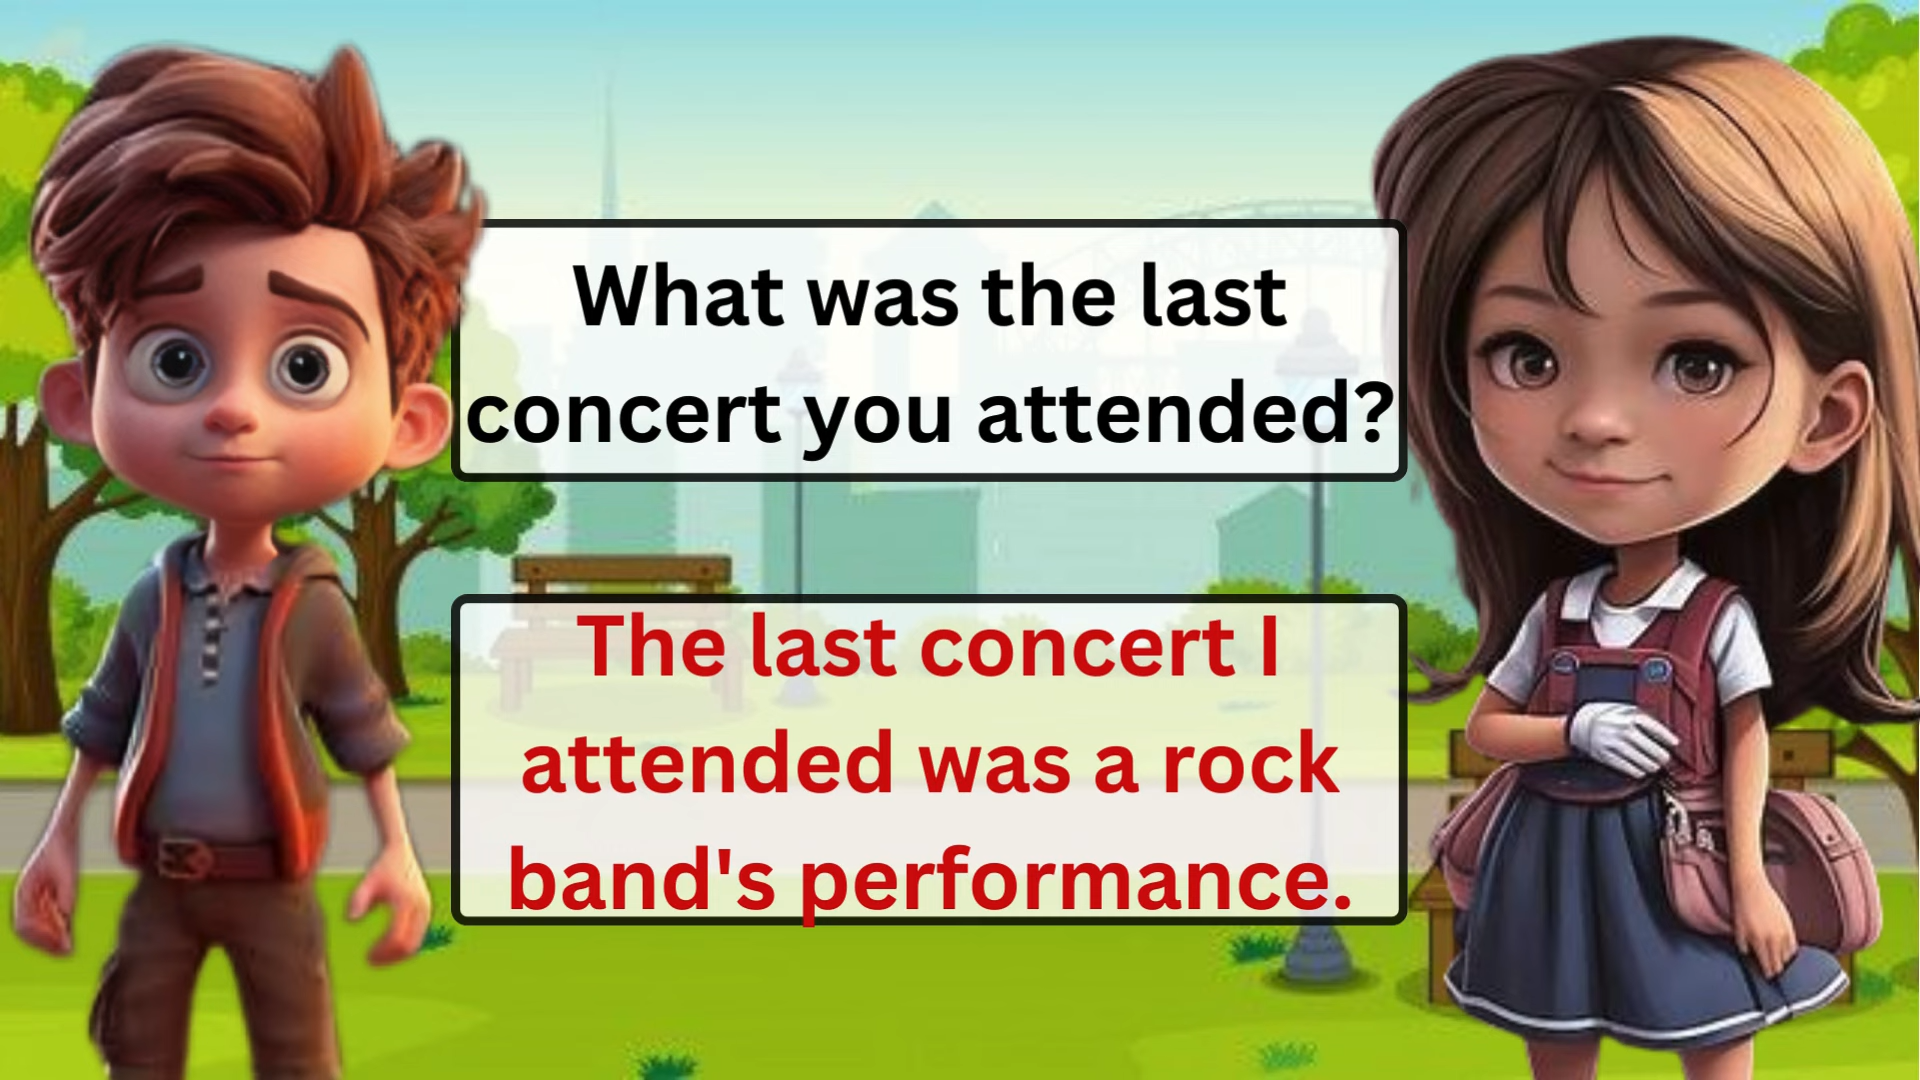 What was the last
concert you attended?
The last concert I
attended was a rock
band's performance.